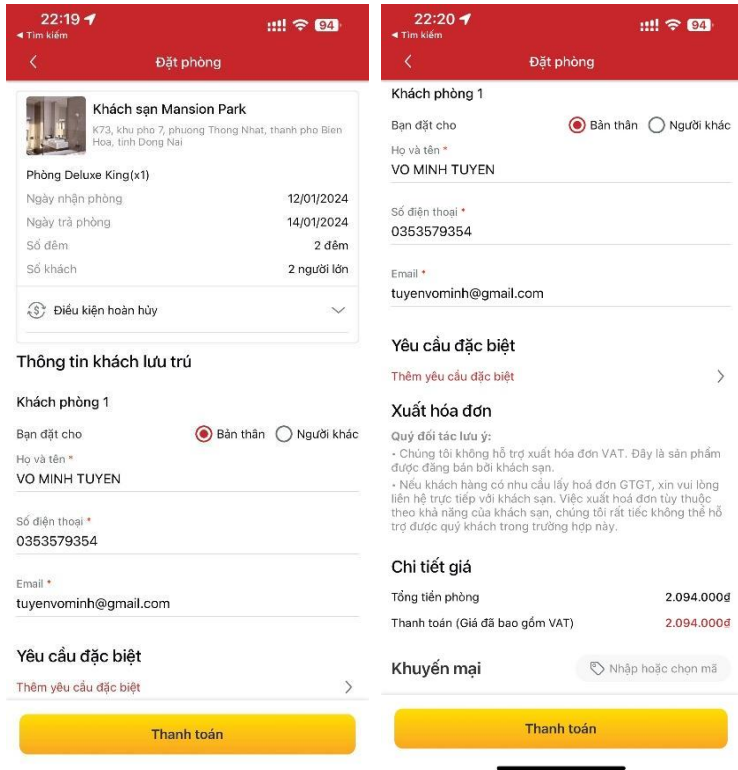 22:19
94
◀ Tìm kiếm
Đặt phòng
Khách sạn Mansion Park
K73, khu pho 7, phuong Thong Nhat, thanh pho Bien
Hoa, tinh Dong Nai
Phòng Deluxe King(x1)
Ngày nhận phòng 12/01/2024
Ngày trả phòng 14/01/2024
Số đêm 2 đêm
Số khách 2 người lớn
Điều kiện hoàn hủy
Thông tin khách lưu trú
Khách phòng 1
Bạn đặt cho Bản thân Người khác
Họ và tên *
VO MINH TUYEN
Số điện thoại *
0353579354
Email *
tuyenvominh@gmail.com
Yêu cầu đặc biệt
Thêm yêu cầu đặc biệt
Thanh toán
22:20
94
◀ Tìm kiếm
Đặt phòng
Khách phòng 1
Bạn đặt cho Bản thân Người khác
Họ và tên *
VO MINH TUYEN
Số điện thoại *
0353579354
Email *
tuyenvominh@gmail.com
Yêu cầu đặc biệt
Thêm yêu cầu đặc biệt
Xuất hóa đơn
Quý đối tác lưu ý:
- Chúng tôi không hỗ trợ xuất hóa đơn VAT. Đây là sản phẩm
được đăng bán bởi khách sạn.
- Nếu khách hàng có nhu cầu lấy hoá đơn GTGT, xin vui lòng
liên hệ trực tiếp với khách sạn. Việc xuất hoá đơn tùy thuộc
theo khả năng của khách sạn, chúng tôi rất tiếc không thể hỗ
trợ được quý khách trong trường hợp này.
Chi tiết giá
Tổng tiền phòng 2.094.000₫
Thanh toán (Giá đã bao gồm VAT) 2.094.000₫
Khuyến mại Nhập hoặc chọn mã
Thanh toán